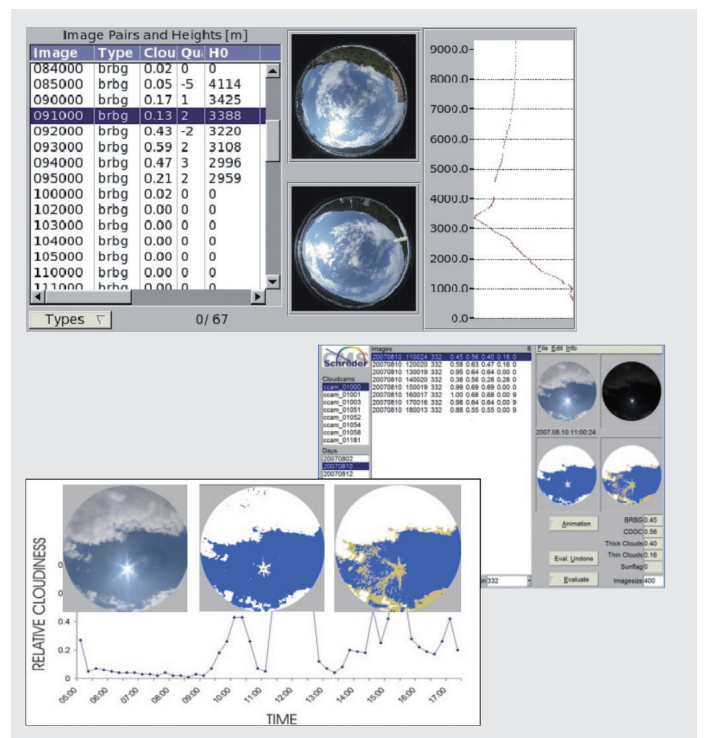 Image Pairs and Heights [m]
Image Type Clou Qu H0
084000 brbg 0.02 0 0
085000 brbg 0.05 -5 4114
090000 brbg 0.17 1 3425
091000 brbg 0.13 2 3388
092000 brbg 0.43 -2 3220
093000 brbg 0.59 2 3108
094000 brbg 0.47 3 2996
095000 brbg 0.21 2 2959
100000 brbg 0.02 0 0
102000 brbg 0.00 0 0
103000 brbg 0.00 0 0
104000 brbg 0.00 0 0
105000 brbg 0.00 0 0
110000 brbg 0.00 0 0
111000 brbg 0.00 0 0
Types 0/ 67
9000.0
8000.0
7000.0
6000.0
5000.0
4000.0
3000.0
2000.0
1000.0
0.0
CMS
Schreder
Images 8
20070810 110024 332 0.45 0.56 0.40 0.16 0
20070810 120020 332 0.58 0.63 0.47 0.16 0
20070810 130019 332 0.95 0.64 0.64 0.00 0
20070810 140020 332 0.38 0.56 0.28 0.28 0
20070810 150019 332 0.99 0.69 0.69 0.00 0
20070810 160017 332 1.00 0.68 0.68 0.00 9
20070810 170016 332 0.98 0.64 0.64 0.00 9
20070810 180013 332 0.88 0.55 0.55 0.00 9
File Edit Info
Cloudcams
ccam_01000
ccam_01001
ccam_01003
ccam_01051
ccam_01052
ccam_01054
ccam_01058
ccam_01181
Days
20070802
20070810
20070812
2007.08.10 11:00:24
Animation
Eval. Undone
Evaluate
BRBG 0.45
CDOC 0.56
Thick Clouds 0.40
Thin Clouds 0.16
Sunflag 0
Imagesize 400
332
RELATIVE CLOUDINESS
0
0
0.4
0.2
0
05:00 06:00 07:00 08:00 09:00 10:00 11:00 12:00 13:00 14:00 15:00 16:00 17:00
TIME